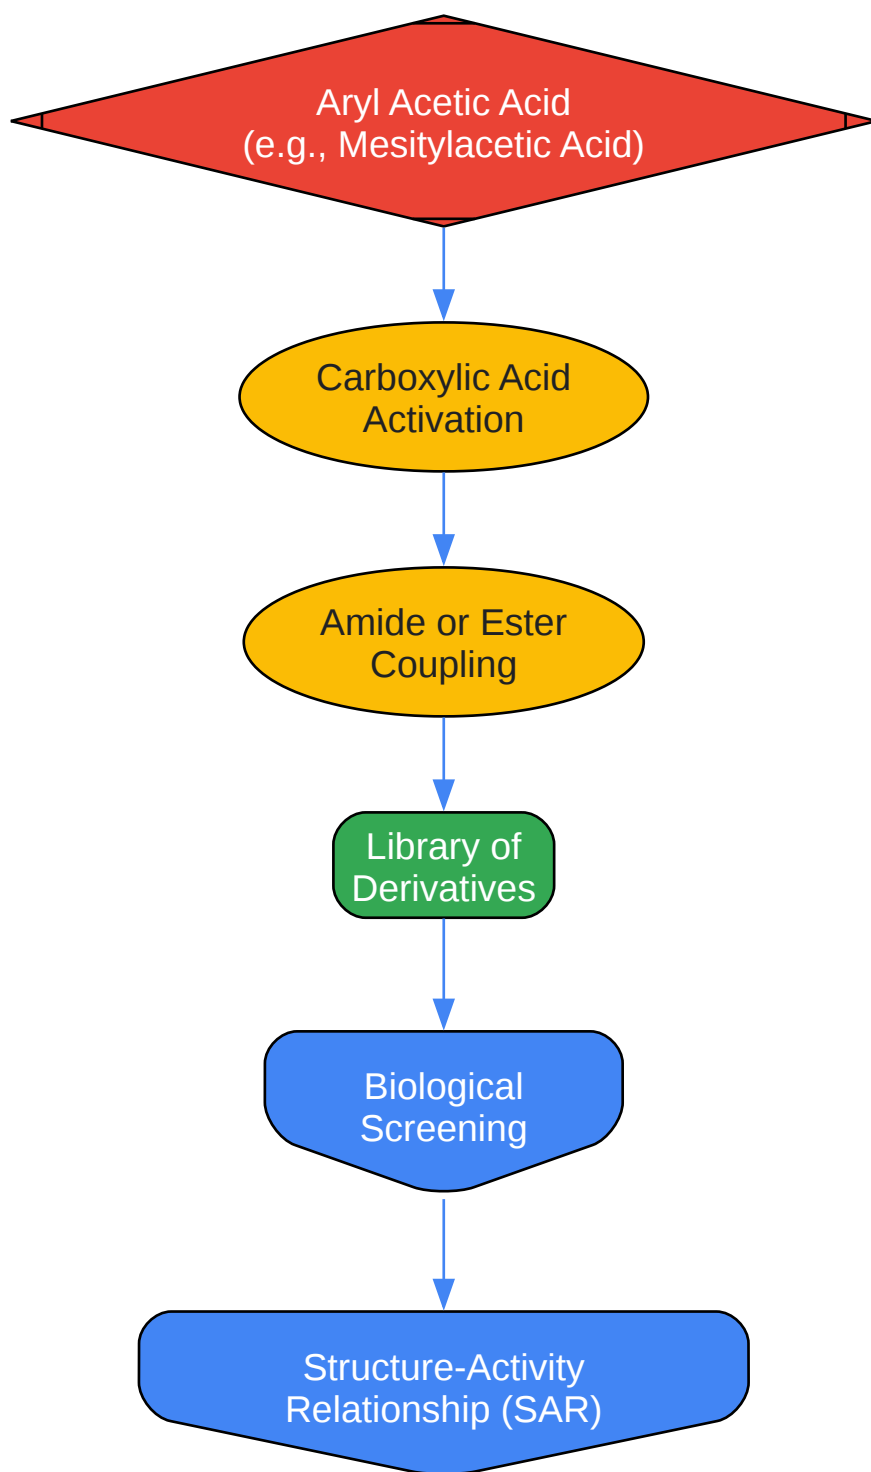 Aryl Acetic Acid
(e.g., Mesitylacetic Acid)
Carboxylic Acid
Activation
Amide or Ester
Coupling
Library of
Derivatives
Biological
Screening
Structure-Activity
Relationship (SAR)